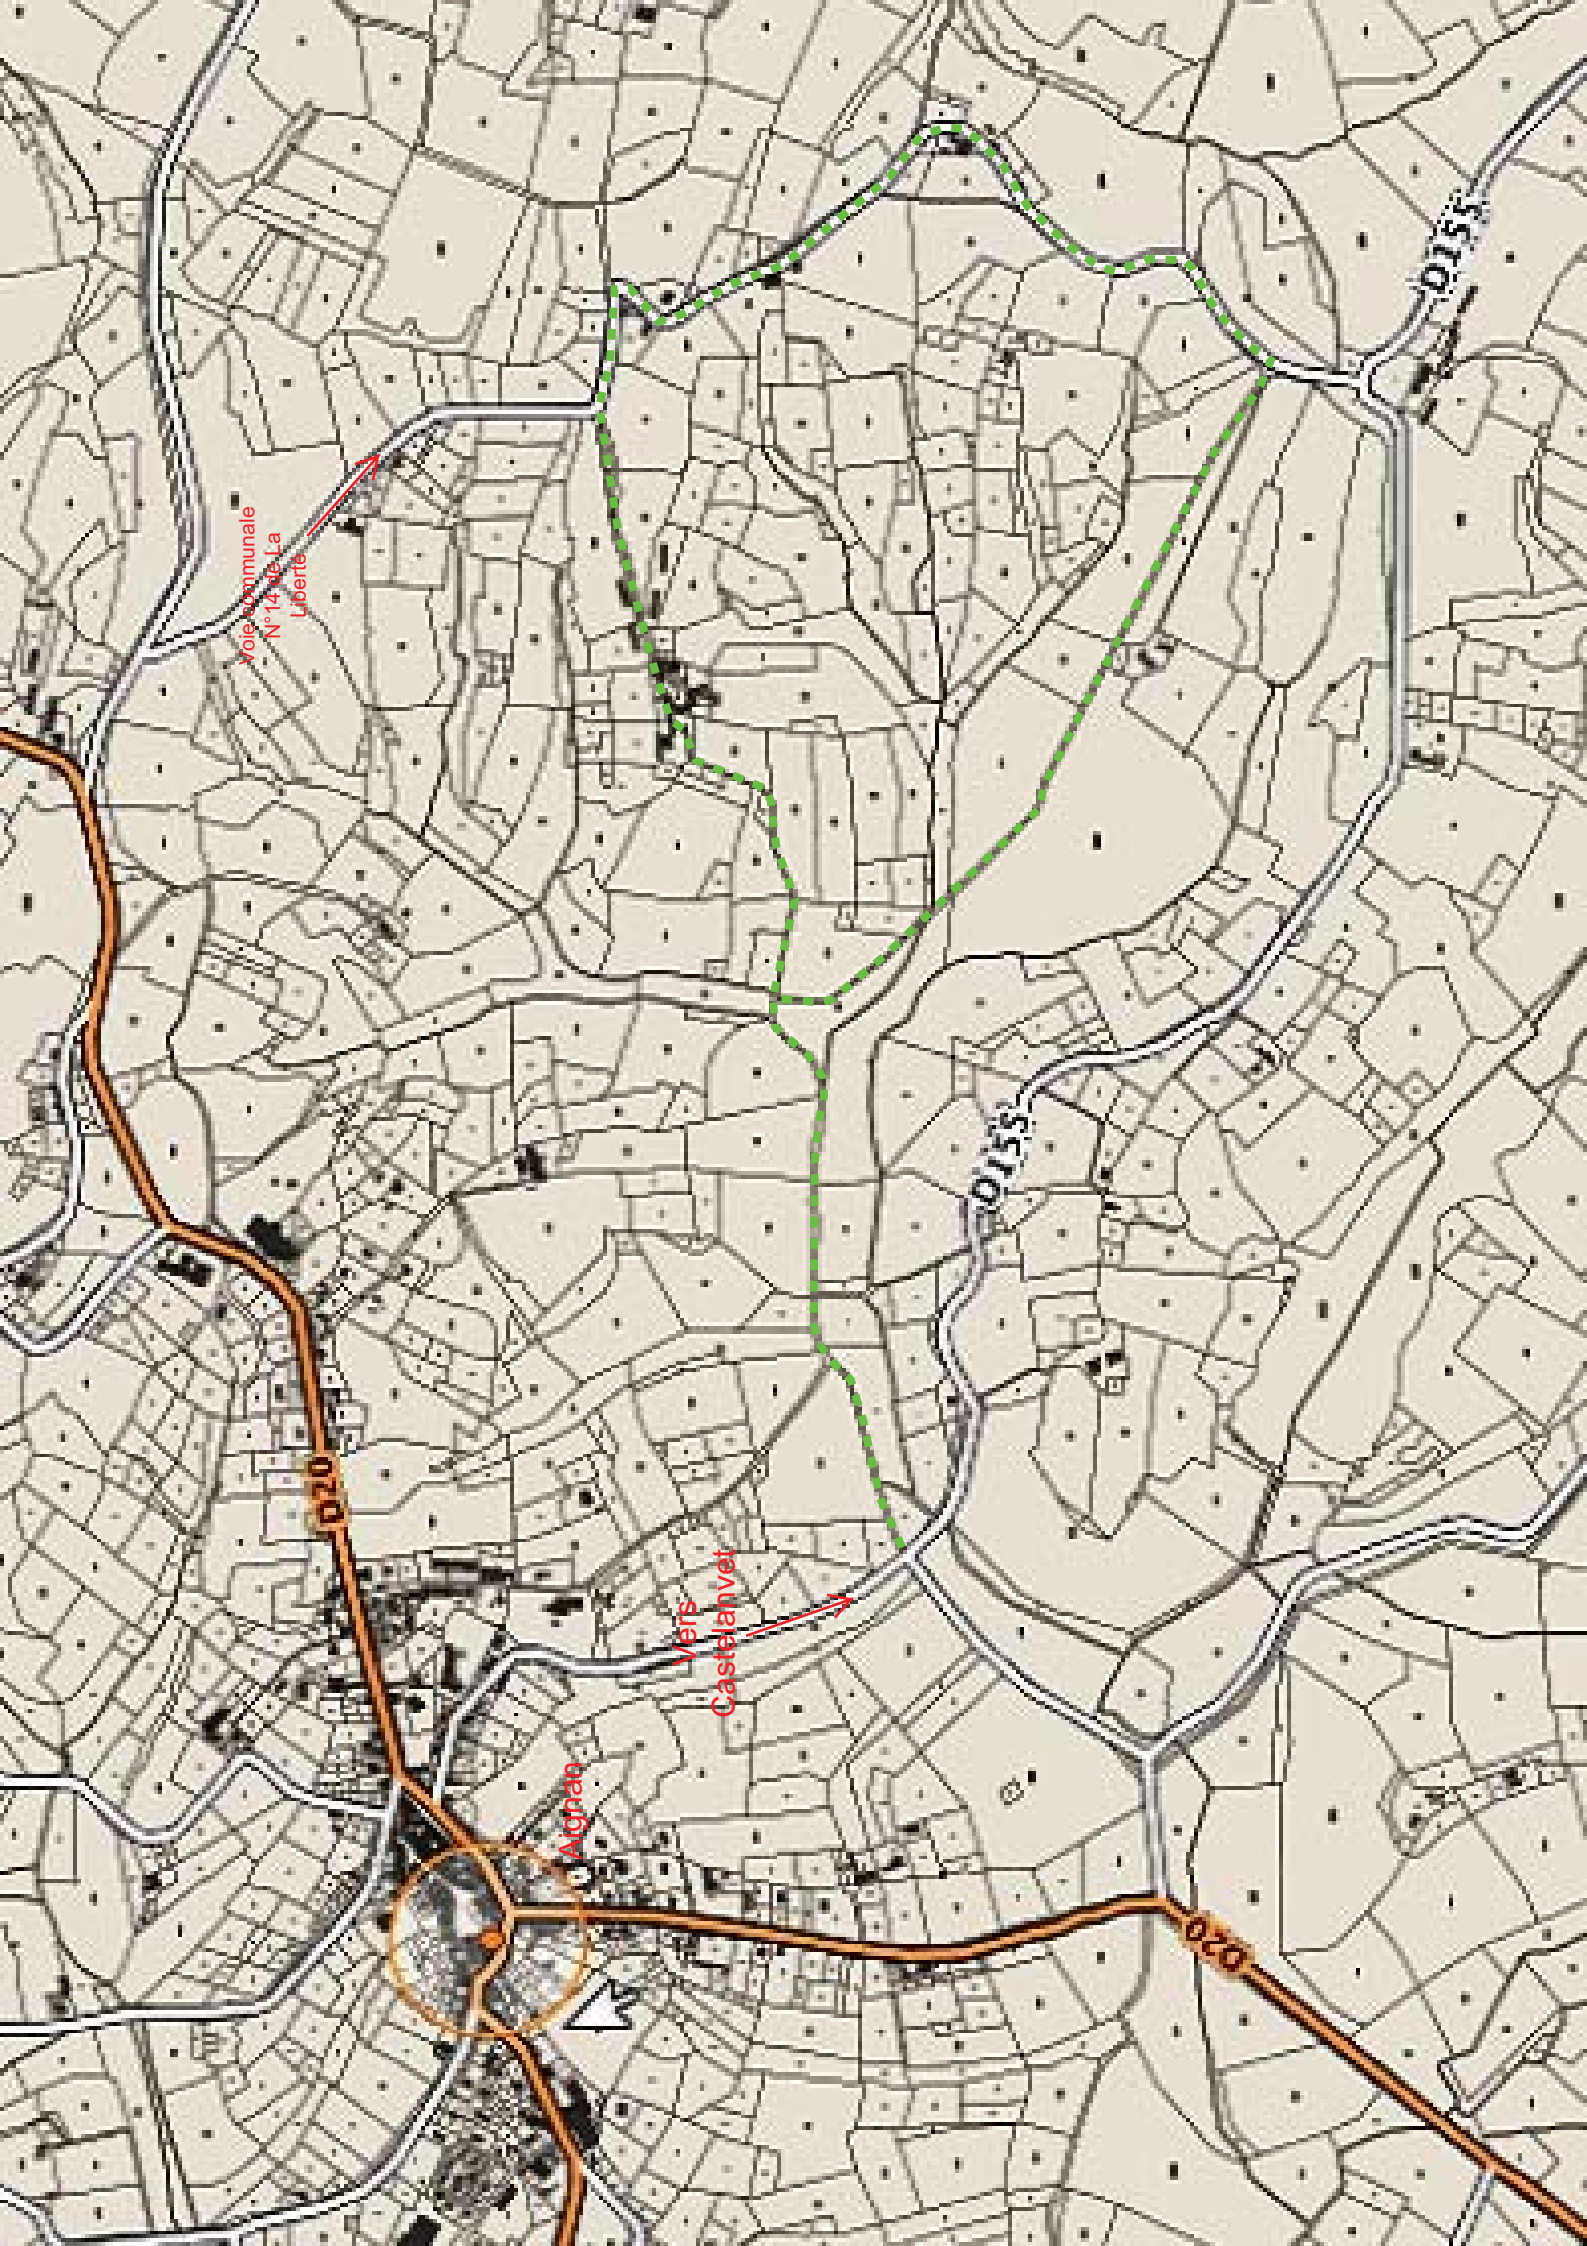 Voie communale
N°14 de La
Liberté
D155
D155
D20
Vers
Castelanvet
Aignan
D20